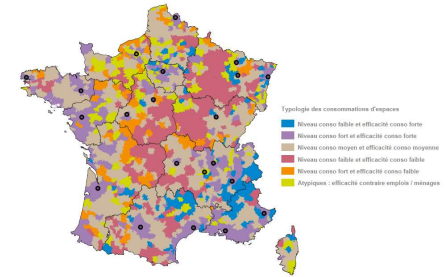 Typologie des consommations d'espaces
Niveau conso faible et efficacité conso forte
Niveau conso fort et efficacité conso forte
Niveau conso moyen et efficacité conso moyenne
Niveau conso faible et efficacité conso faible
Niveau conso fort et efficacité conso faible
Atypiques : efficacité contraire emplois / ménages